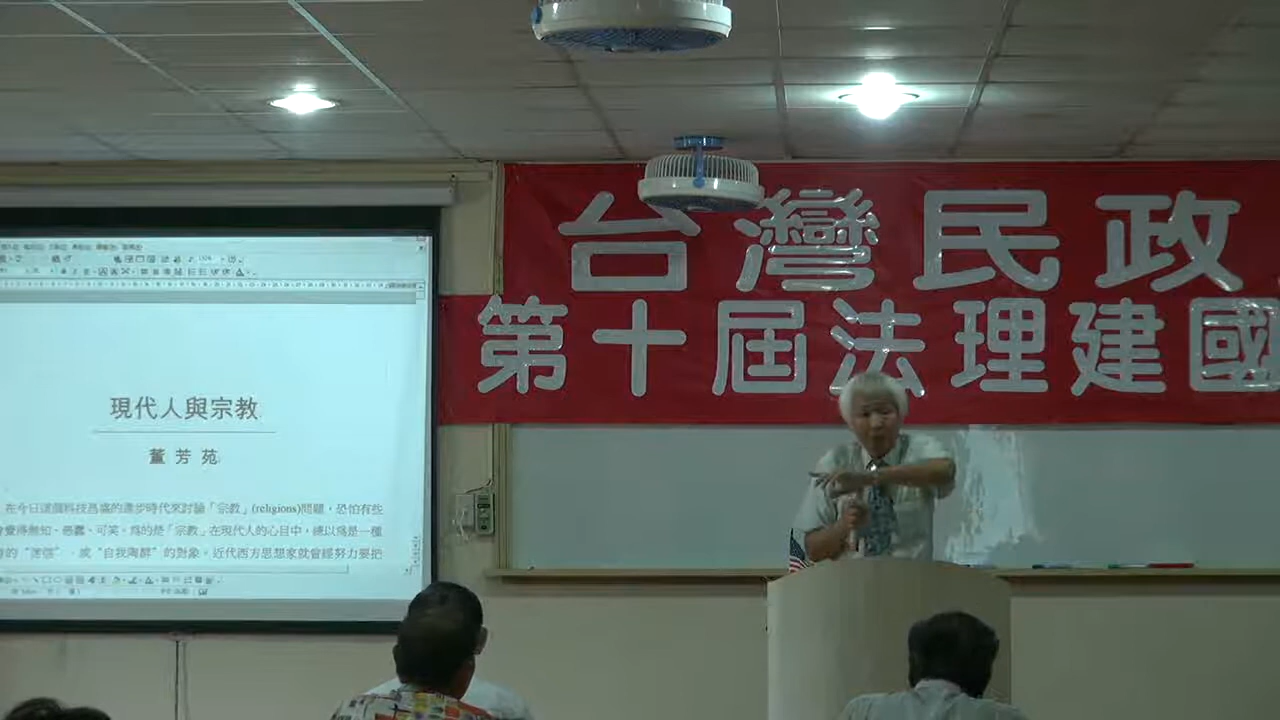 台灣民政
第十屆法理建國
現代人與宗教
董芳苑
在今日這個科技昌盛的進步時代來討論「宗教」(religions)問題，恐怕有些
會覺得無知、愚蠢、可笑。為的是「宗教」在現代人的心目中，總以為是一種
的“迷信”，或“自我陶醉”的對象。近代西方思想家就曾經努力要把